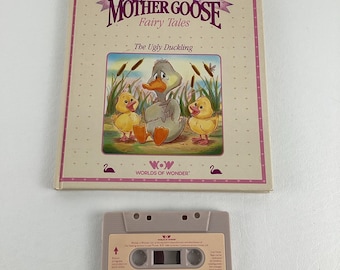 MOTHER GOOSE
Fairy Tales
The Ugly Duckling
WOW
WORLDS OF WONDER